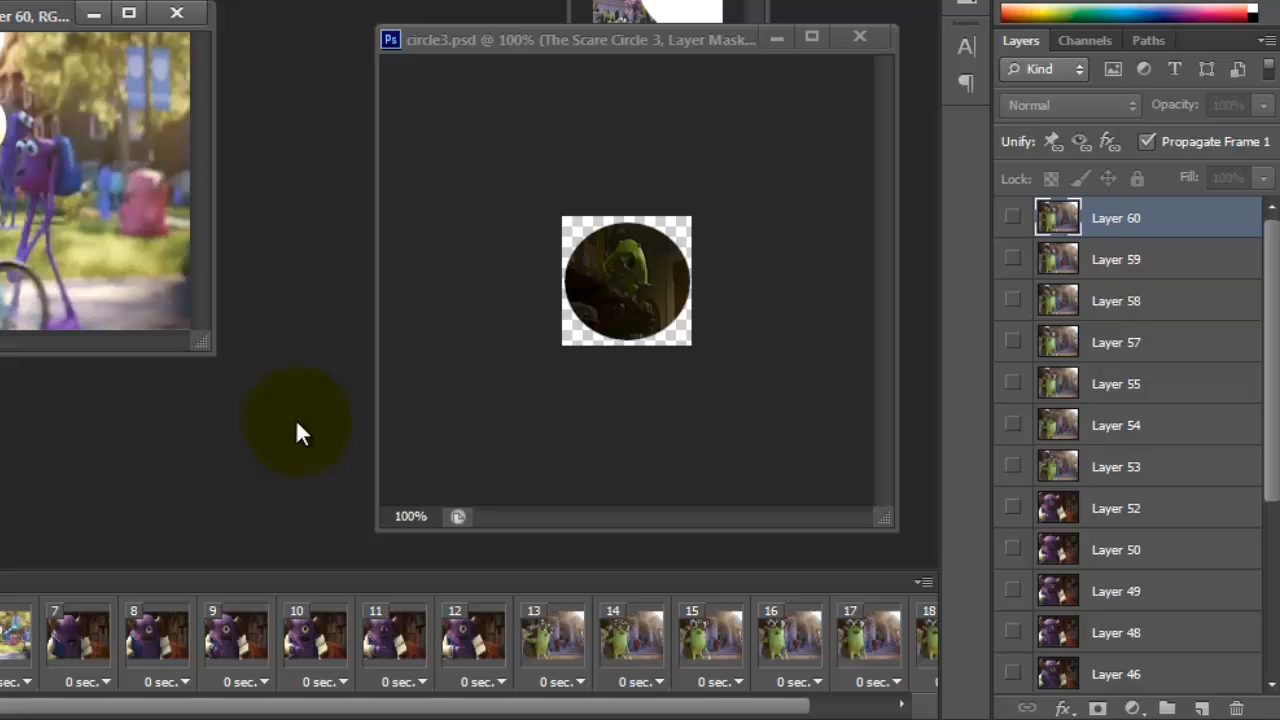 er 60, RG...
Ps circle3.psd @ 100% (The Scare Circle 3, Layer Mask...
A
Layers Channels Paths
Kind
T
Normal Opacity: 100%
Unify: Propagate Frame 1
Lock: Fill: 100%
Layer 60
Layer 59
Layer 58
Layer 57
Layer 55
Layer 54
Layer 53
Layer 52
Layer 50
Layer 49
Layer 48
Layer 46
100%
7 8 9 10 11 12 13 14 15 16 17 18
sec. 0 sec. 0 sec. 0 sec. 0 sec. 0 sec. 0 sec. 0 sec. 0 sec. 0 sec. 0 sec. 0 sec. 0
fx